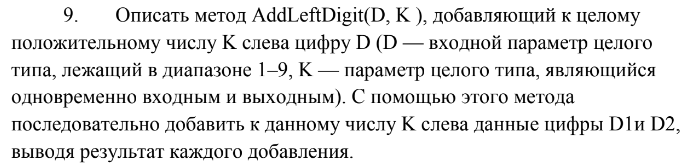 9. Описать метод AddLeftDigit(D, K ), добавляющий к целому
положительному числу K слева цифру D (D — входной параметр целого
типа, лежащий в диапазоне 1–9, K — параметр целого типа, являющийся
одновременно входным и выходным). С помощью этого метода
последовательно добавить к данному числу K слева данные цифры D1и D2,
выводя результат каждого добавления.